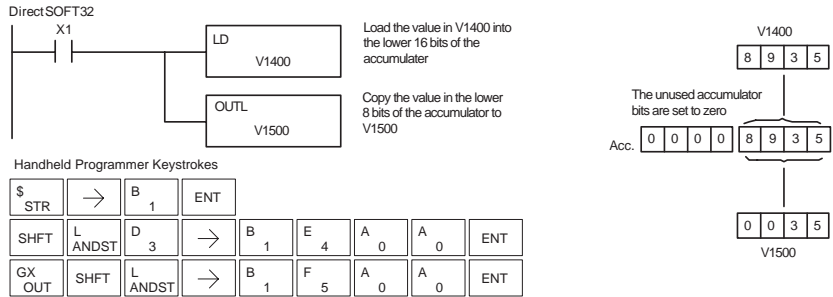 DirectSOFT32
X1
LD
V1400
Load the value in V1400 into
the lower 16 bits of the
accumulater
OUTL
V1500
Copy the value in the lower
8 bits of the accumulator to
V1500
V1400
8 9 3 5
The unused accumulator
bits are set to zero
Acc. 0 0 0 0 8 9 3 5
0 0 3 5
V1500
Handheld Programmer Keystrokes
$ STR → B 1 ENT
SHFT L ANDST D 3 → B 1 E 4 A 0 A 0 ENT
GX OUT SHFT L ANDST → B 1 F 5 A 0 A 0 ENT